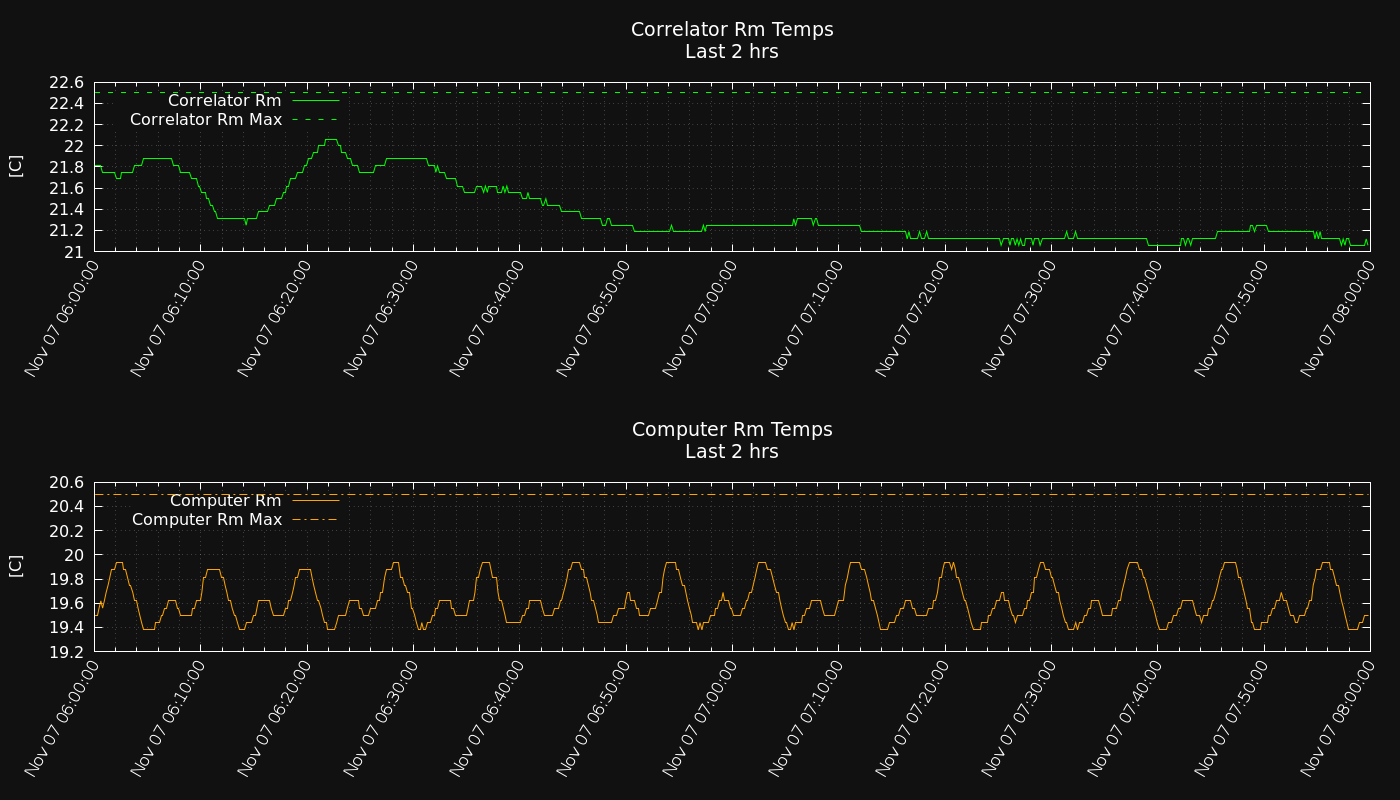 Correlator Rm Temps
Last 2 hrs
22.6
22.4
22.2
22
21.8
21.6
21.4
21.2
21
[C]
Correlator Rm
Correlator Rm Max
Nov 07 06:00:00
Nov 07 06:10:00
Nov 07 06:20:00
Nov 07 06:30:00
Nov 07 06:40:00
Nov 07 06:50:00
Nov 07 07:00:00
Nov 07 07:10:00
Nov 07 07:20:00
Nov 07 07:30:00
Nov 07 07:40:00
Nov 07 07:50:00
Nov 07 08:00:00
Computer Rm Temps
Last 2 hrs
20.6
20.4
20.2
20
19.8
19.6
19.4
19.2
[C]
Computer Rm
Computer Rm Max
Nov 07 06:00:00
Nov 07 06:10:00
Nov 07 06:20:00
Nov 07 06:30:00
Nov 07 06:40:00
Nov 07 06:50:00
Nov 07 07:00:00
Nov 07 07:10:00
Nov 07 07:20:00
Nov 07 07:30:00
Nov 07 07:40:00
Nov 07 07:50:00
Nov 07 08:00:00